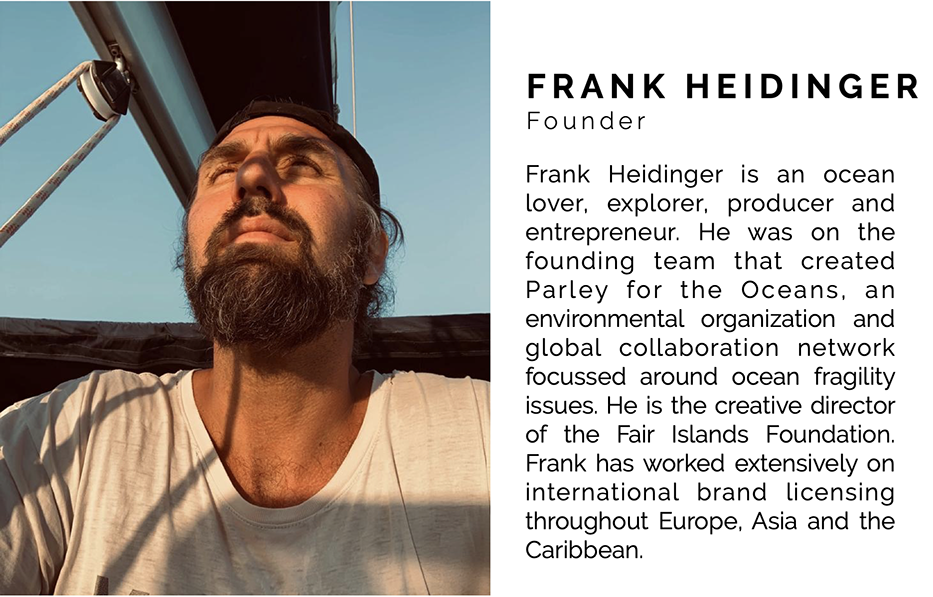 FRANK HEIDINGER
Founder
Frank Heidinger is an ocean
lover, explorer, producer and
entrepreneur. He was on the
founding team that created
Parley for the Oceans, an
environmental organization and
global collaboration network
focussed around ocean fragility
issues. He is the creative director
of the Fair Islands Foundation.
Frank has worked extensively on
international brand licensing
throughout Europe, Asia and the
Caribbean.